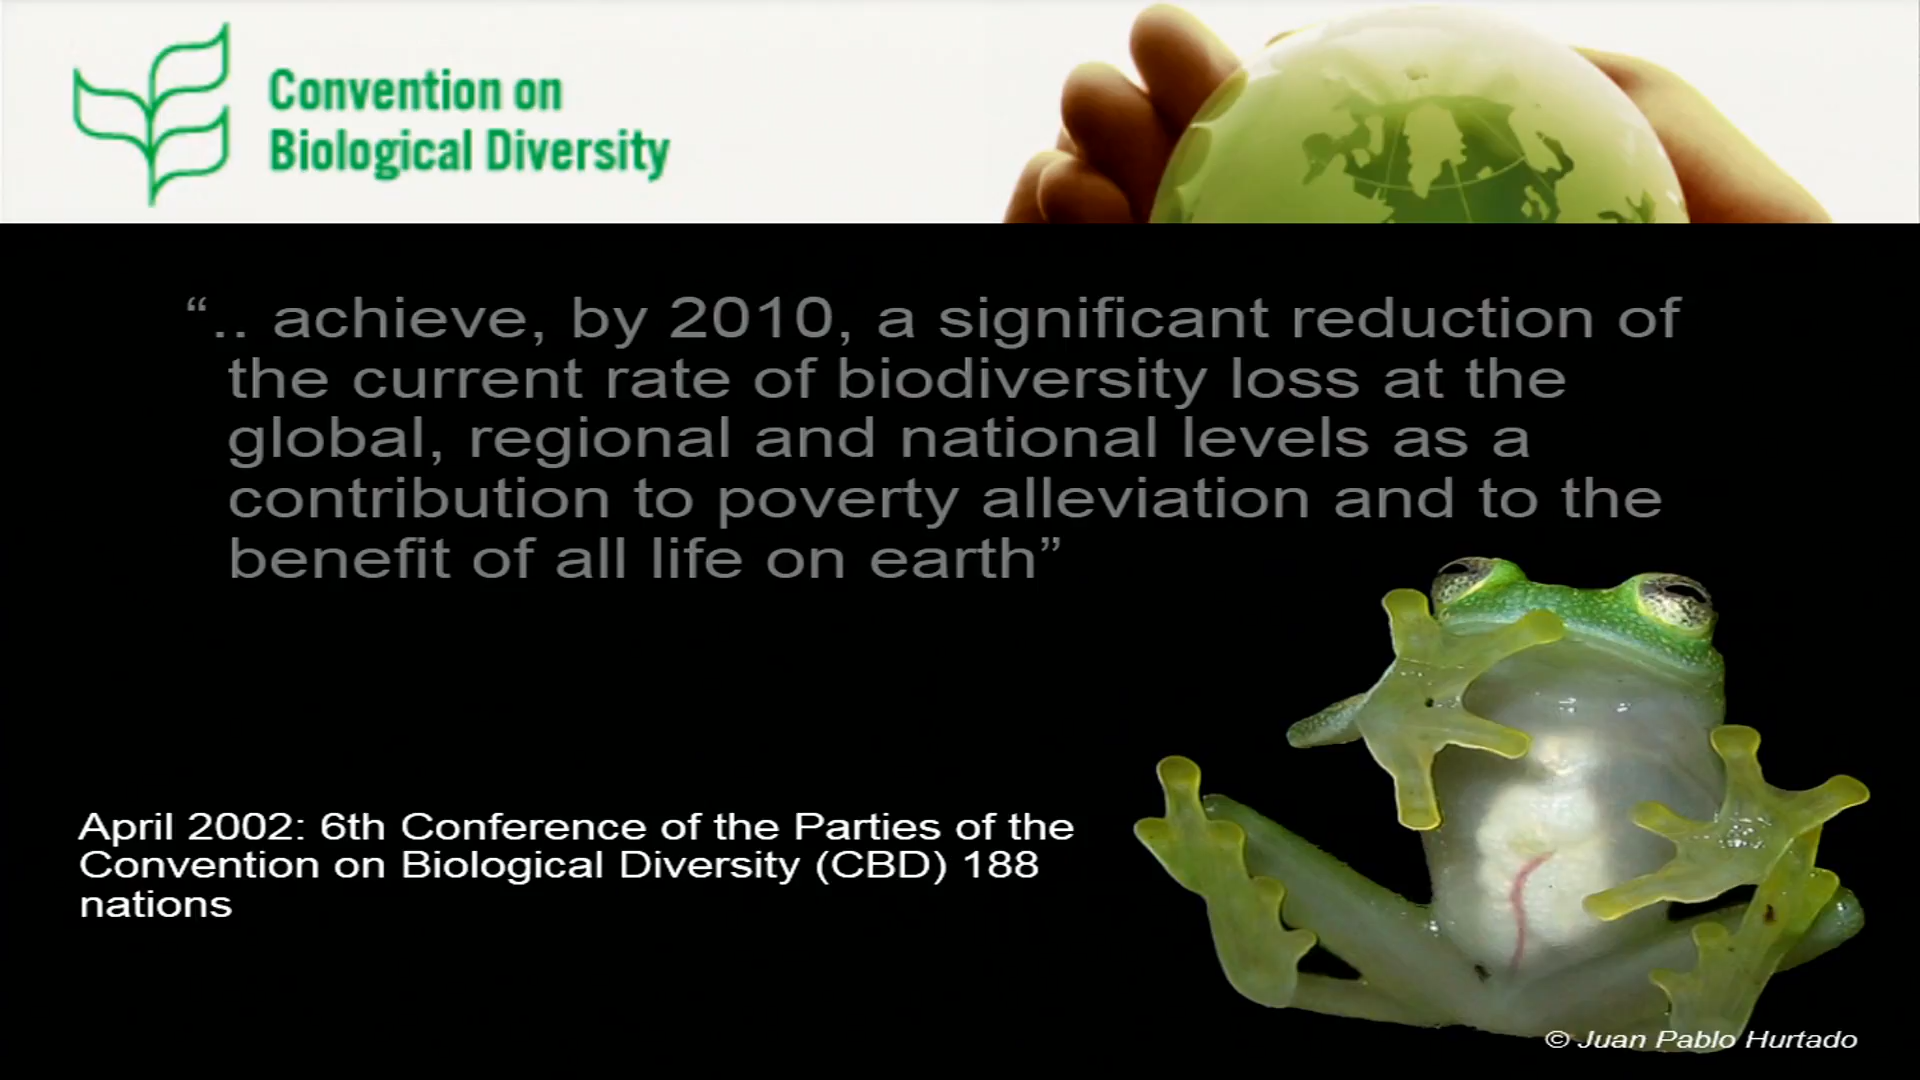 Convention on
Biological Diversity
“.. achieve, by 2010, a significant reduction of
the current rate of biodiversity loss at the
global, regional and national levels as a
contribution to poverty alleviation and to the
benefit of all life on earth”
April 2002: 6th Conference of the Parties of the
Convention on Biological Diversity (CBD) 188
nations
© Juan Pablo Hurtado